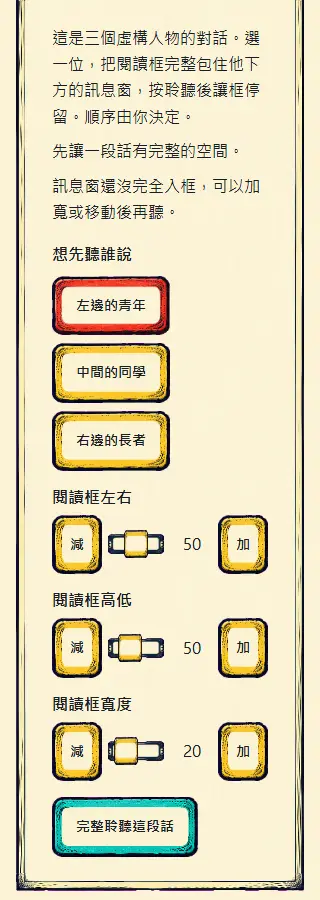 這是三個虛構人物的對話。選
一位，把閱讀框完整包住他下
方的訊息窗，按聆聽後讓框停
留。順序由你決定。
先讓一段話有完整的空間。
訊息窗還沒完全入框，可以加
寬或移動後再聽。
想先聽誰說
左邊的青年
中間的同學
右邊的長者
閱讀框左右
減 50 加
閱讀框高低
減 50 加
閱讀框寬度
減 20 加
完整聆聽這段話